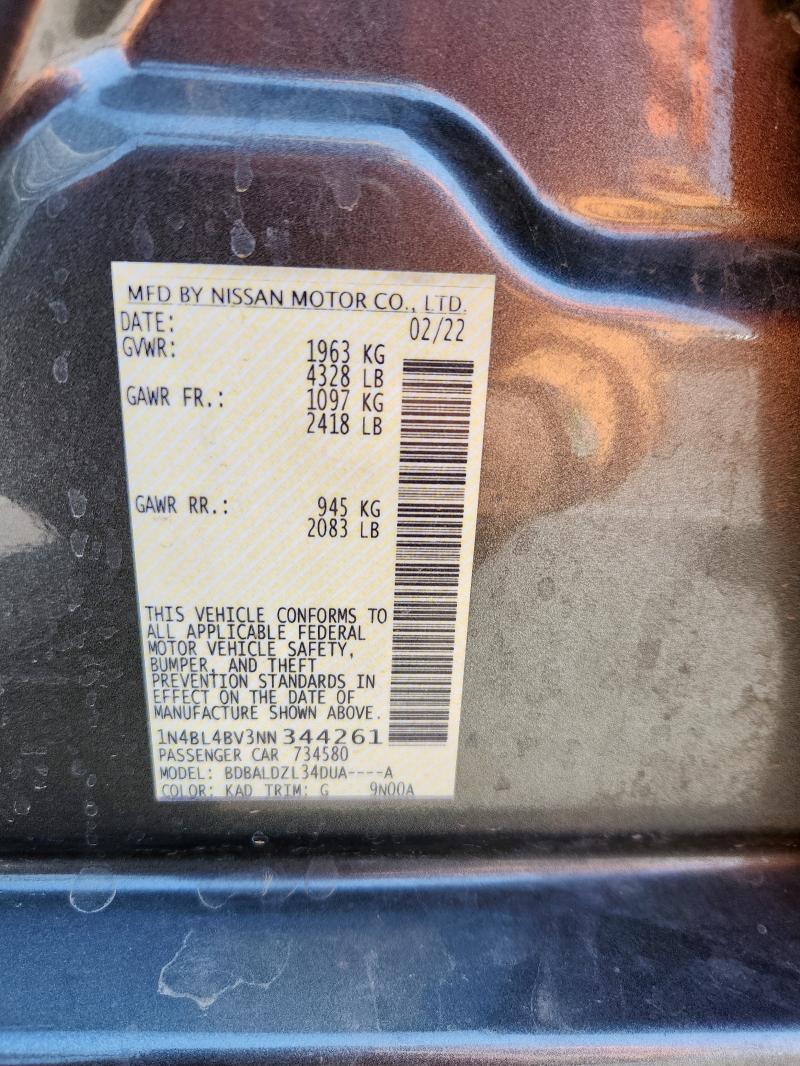 MFD BY NISSAN MOTOR CO., LTD.
DATE: 02/22
GVWR: 1963 KG
4328 LB
GAWR FR.: 1097 KG
2418 LB
GAWR RR.: 945 KG
2083 LB
THIS VEHICLE CONFORMS TO
ALL APPLICABLE FEDERAL
MOTOR VEHICLE SAFETY,
BUMPER, AND THEFT
PREVENTION STANDARDS IN
EFFECT ON THE DATE OF
MANUFACTURE SHOWN ABOVE.
1N4BL4BV3NN344261
PASSENGER CAR 734580
MODEL: BDBALDZL34DUA----A
COLOR: KAD TRIM: G 9N00A